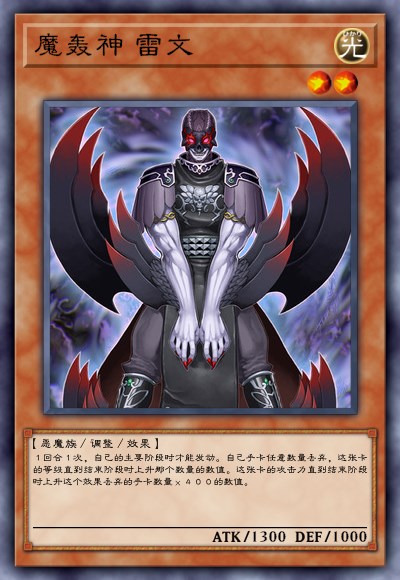 魔轰神 雷文
光
【恶魔族／调整／效果】
１回合１次，自己的主要阶段时才能发动。自己手卡任意数量丢弃，这张卡
的等级直到结束阶段时上升那个数量的数值。这张卡的攻击力直到结束阶段
时上升这个效果丢弃的手卡数量×４００的数值。
ATK/1300 DEF/1000